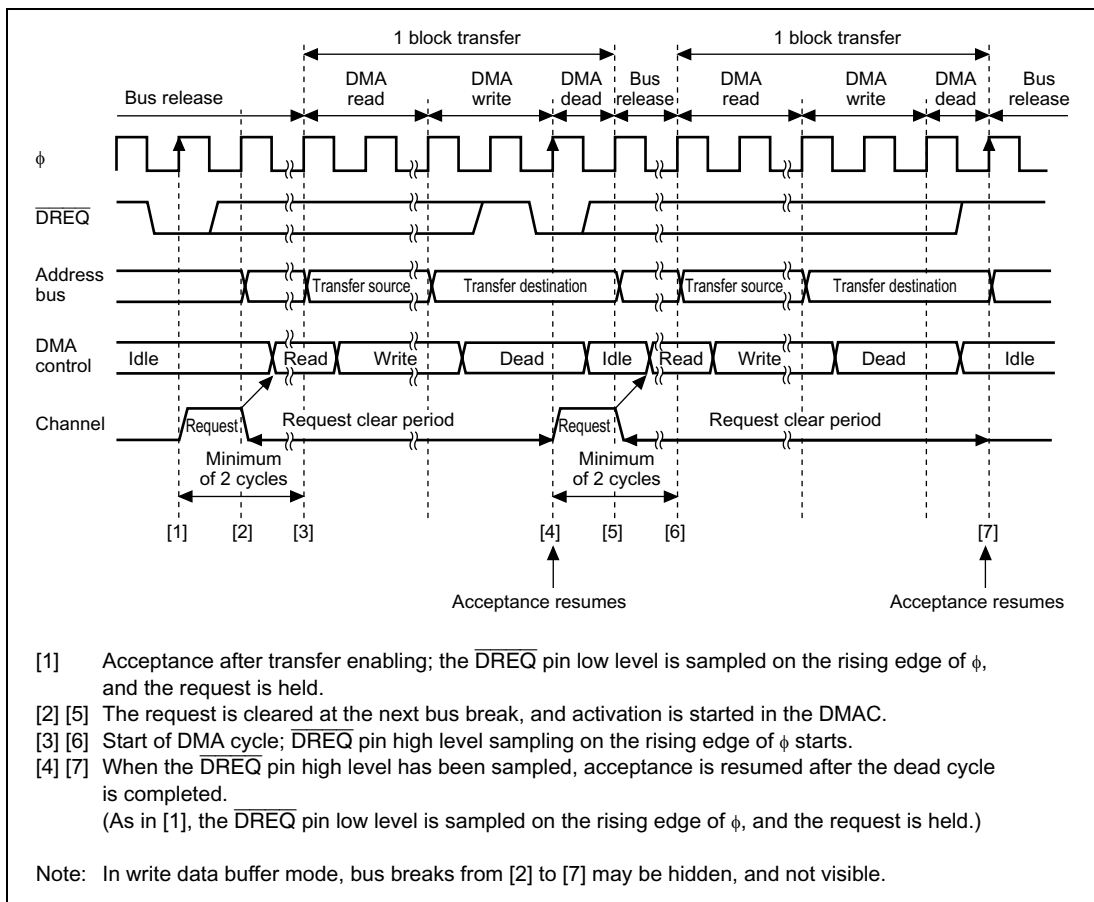 1 block transfer 1 block transfer
DMA DMA DMA Bus DMA DMA DMA Bus
Bus release read write dead release read write dead release
φ
DREQ
Address
bus
Transfer source Transfer destination Transfer source Transfer destination
DMA
control
Idle Read Write Dead Idle Read Write Dead Idle
Channel Request Request clear period Request Request clear period
Minimum Minimum
of 2 cycles of 2 cycles
[1] [2] [3] [4] [5] [6] [7]
Acceptance resumes Acceptance resumes
[1] Acceptance after transfer enabling; the DREQ pin low level is sampled on the rising edge of φ,
and the request is held.
[2] [5] The request is cleared at the next bus break, and activation is started in the DMAC.
[3] [6] Start of DMA cycle; DREQ pin high level sampling on the rising edge of φ starts.
[4] [7] When the DREQ pin high level has been sampled, acceptance is resumed after the dead cycle
is completed.
(As in [1], the DREQ pin low level is sampled on the rising edge of φ, and the request is held.)
Note: In write data buffer mode, bus breaks from [2] to [7] may be hidden, and not visible.